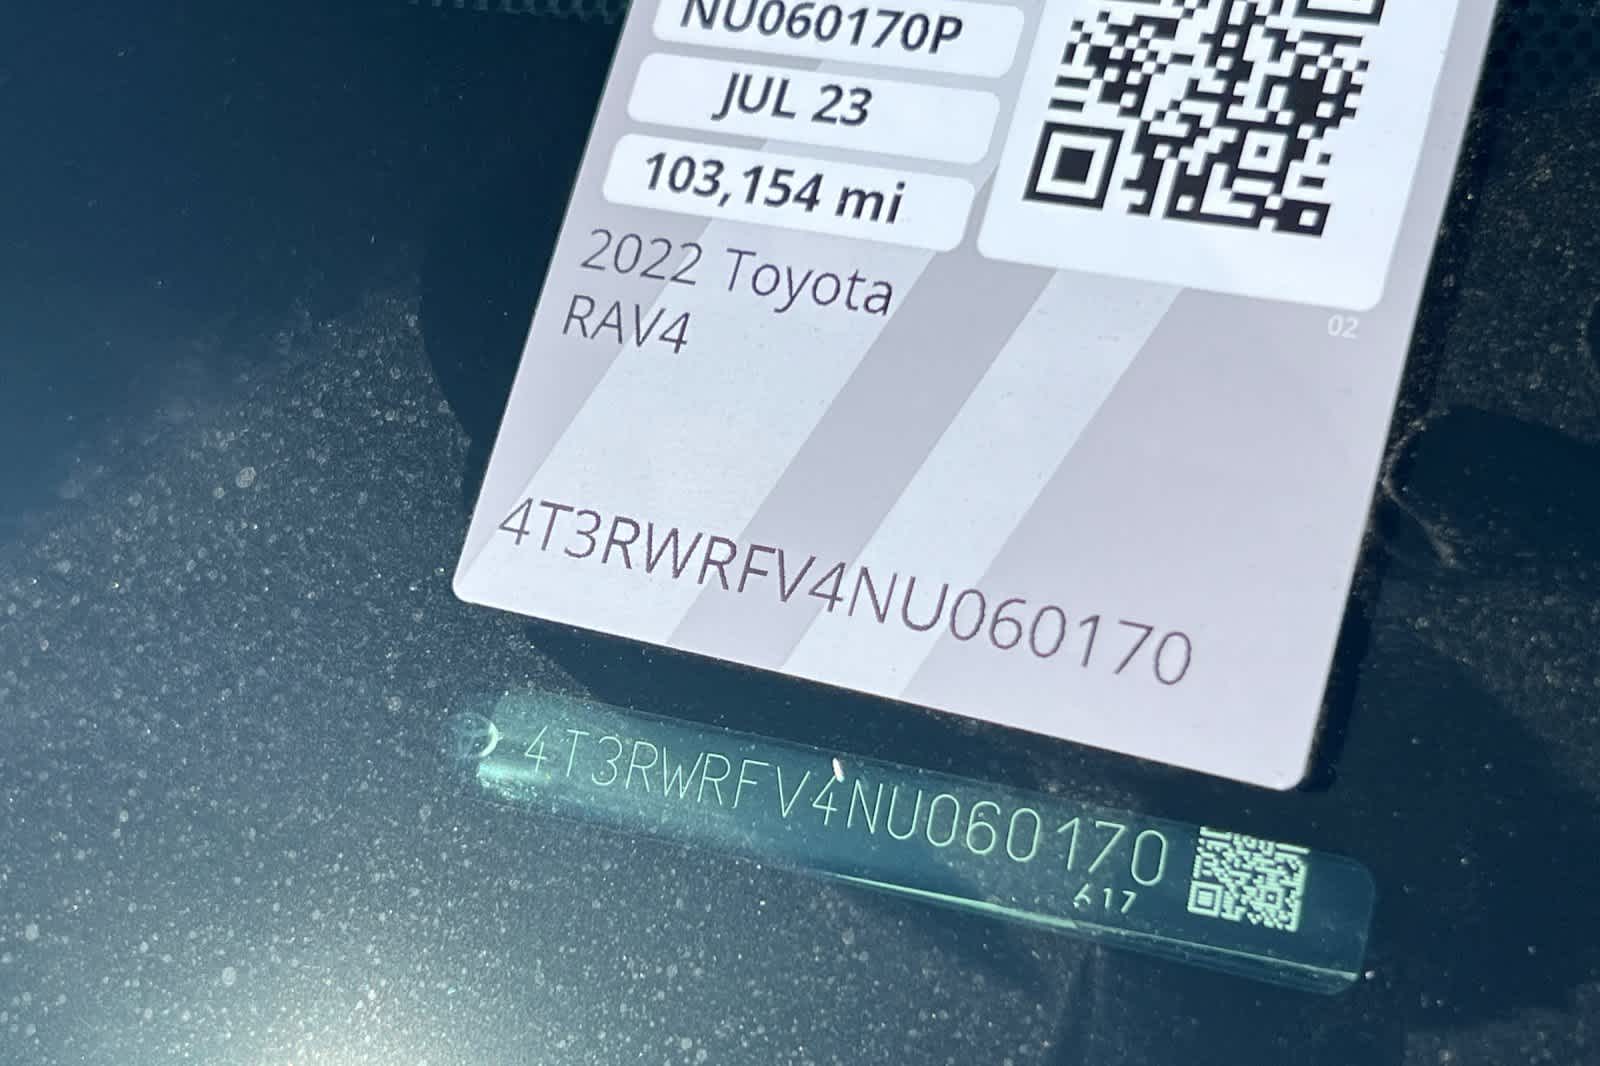 NU060170P
JUL 23
103,154 mi
2022 Toyota
RAV4
02
4T3RWRFV4NU060170
4T3RWRFV4NU060170
617